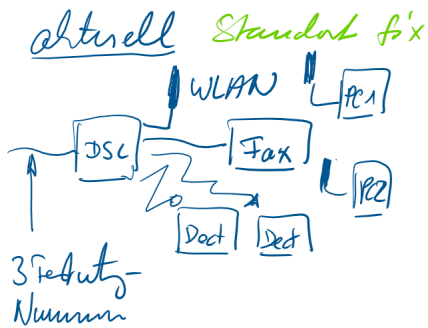 aktuell Standort fix
WLAN
PC1
DSL Fax
PC2
Dect Dect
3 Festnetz-
Nummern